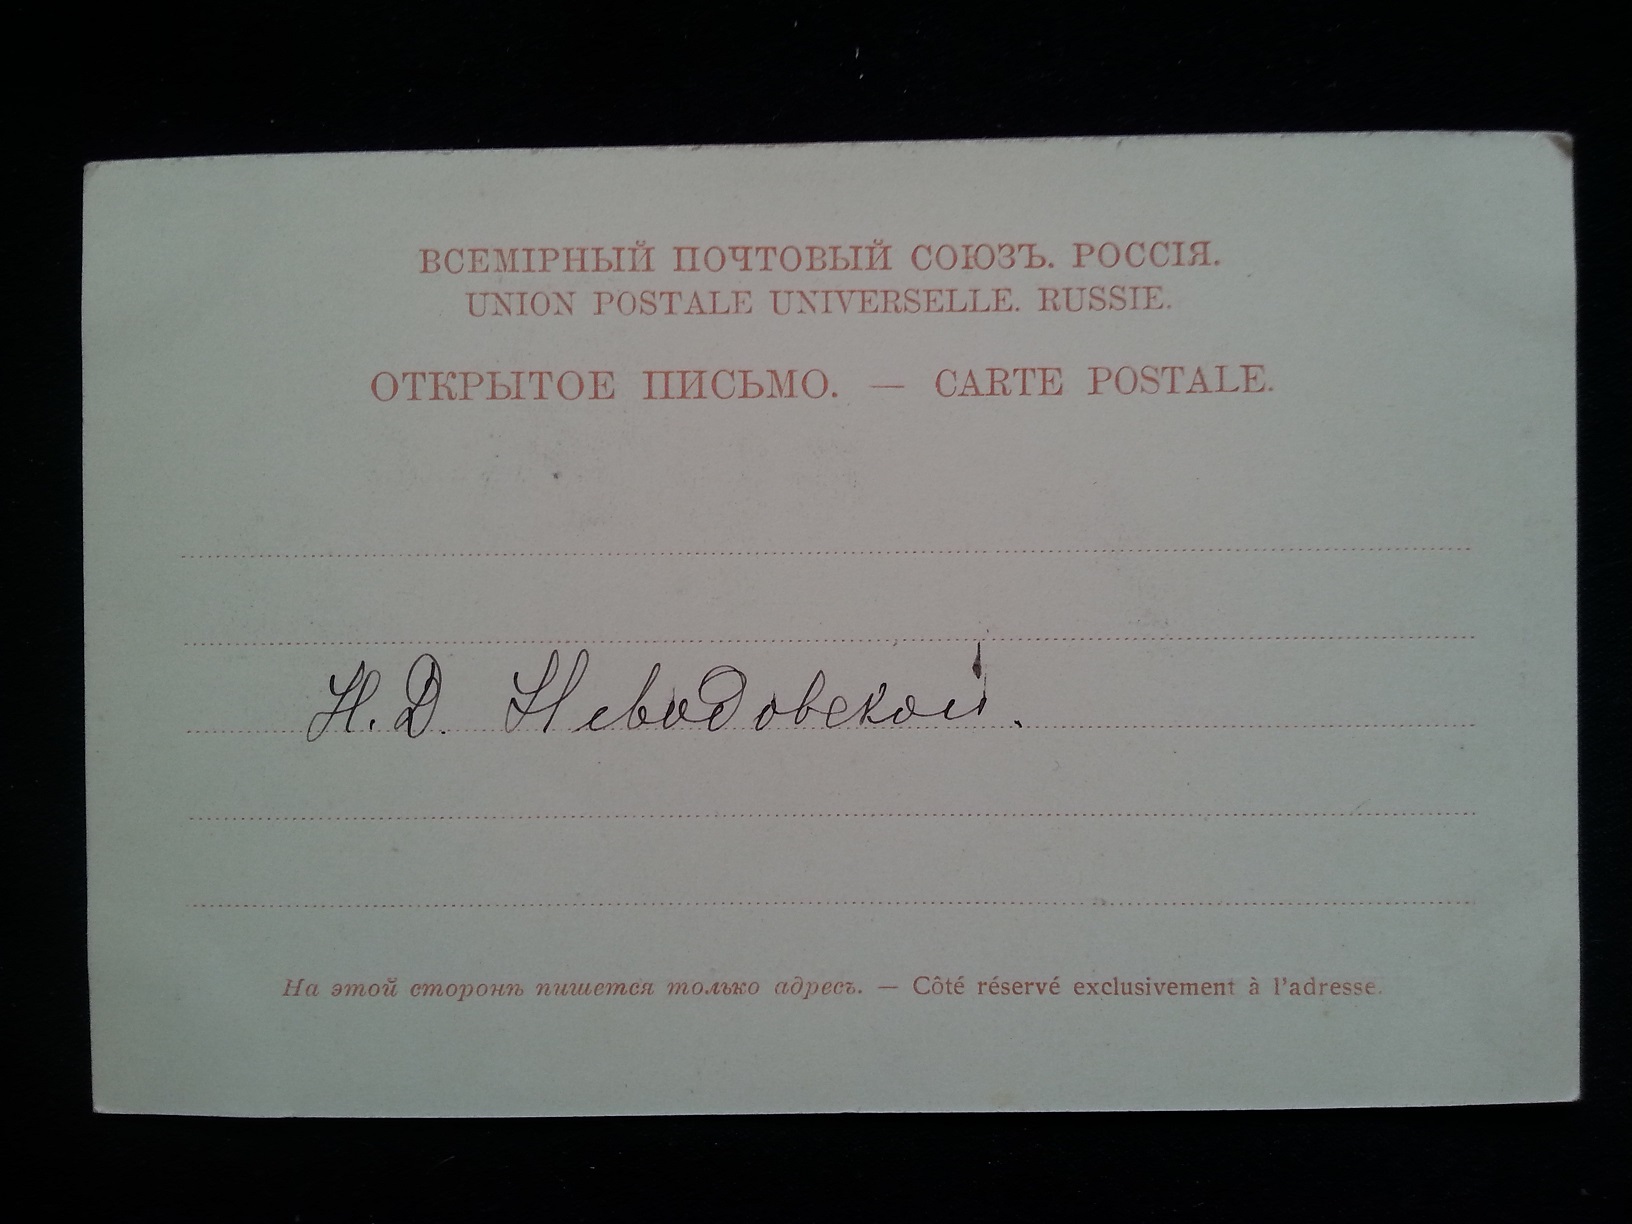 ВСЕМІРНЫЙ ПОЧТОВЫЙ СОЮЗЪ. РОССІЯ.
UNION POSTALE UNIVERSELLE. RUSSIE.
ОТКРЫТОЕ ПИСЬМО. — CARTE POSTALE.
Н. Д. Неводовской.
На этой сторонѣ пишется только адресъ. — Côté réservé exclusivement à l'adresse.